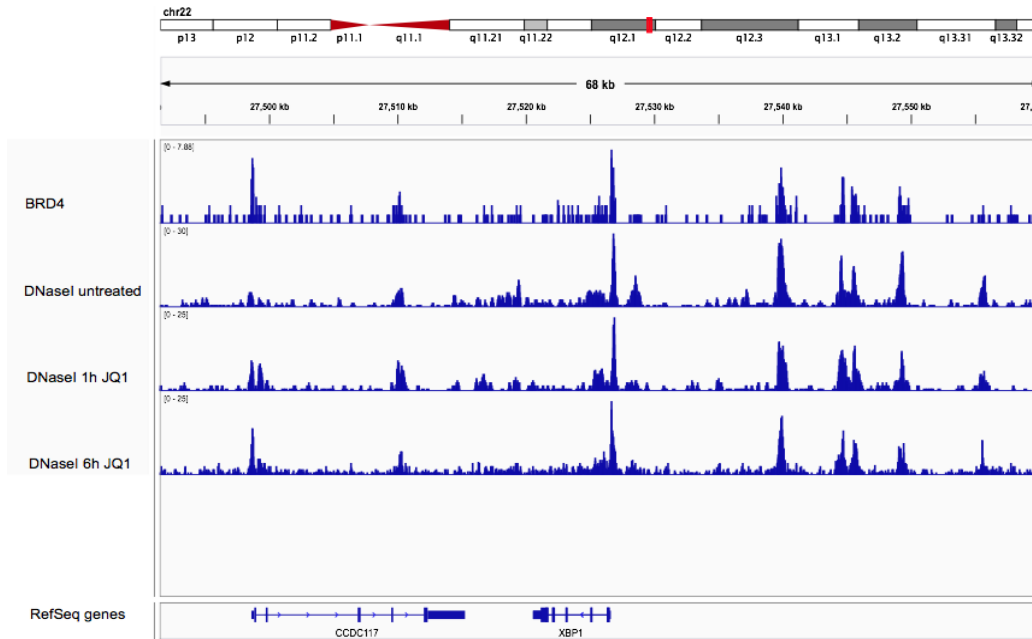 chr22
p13 p12 p11.2 p11.1 q11.1 q11.21 q11.22 q12.1 q12.2 q12.3 q13.1 q13.2 q13.31 q13.32
68 kb
27,500 kb 27,510 kb 27,520 kb 27,530 kb 27,540 kb 27,550 kb 27,
[0 - 7.88]
BRD4
[0 - 30]
DNaseI untreated
[0 - 25]
DNaseI 1h JQ1
[0 - 25]
DNaseI 6h JQ1
RefSeq genes
CCDC117 XBP1